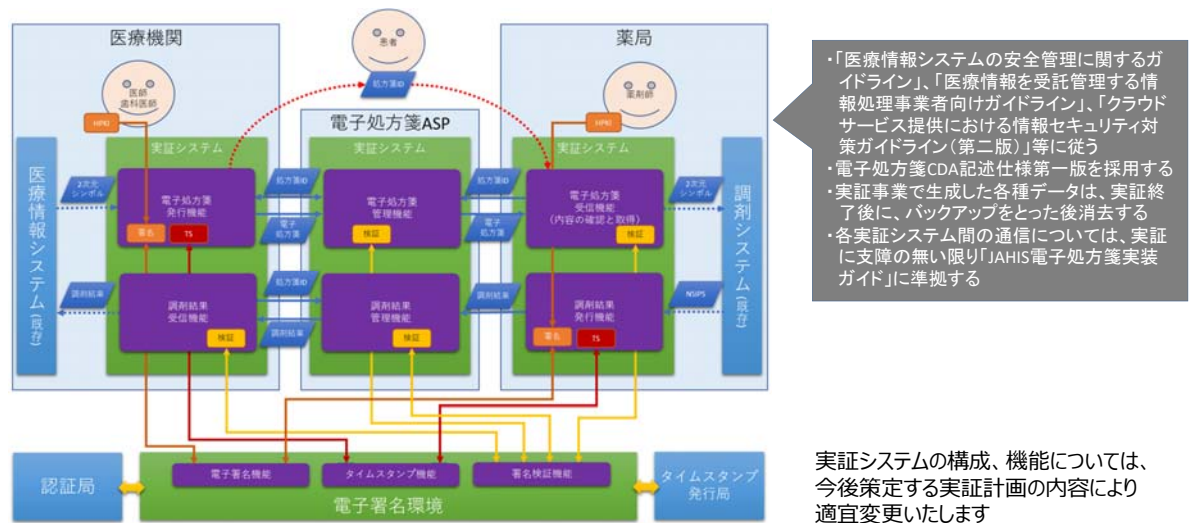 医療機関
患者
薬局
処方箋ID
医師
歯科医師
HPKI
薬剤師
HPKI
電子処方箋ASP
実証システム
実証システム
実証システム
医療情報システム(既存)
2次元
シンボル
電子処方箋
発行機能
署名
TS
処方箋ID
電子
処方箋
電子処方箋
管理機能
検証
処方箋ID
電子
処方箋
電子処方箋
受信機能
(内容の確認と取得)
検証
2次元
シンボル
調剤システム(既存)
調剤結果
調剤結果
受信機能
検証
処方箋ID
調剤結果
調剤結果
管理機能
検証
調剤結果
調剤結果
発行機能
署名
TS
NSIPS
認証局
電子署名機能
タイムスタンプ機能
署名検証機能
電子署名環境
タイムスタンプ
発行局
・「医療情報システムの安全管理に関するガ
イドライン」、「医療情報を受託管理する情
報処理事業者向けガイドライン」、「クラウド
サービス提供における情報セキュリティ対
策ガイドライン(第二版)」等に従う
・電子処方箋CDA記述仕様第一版を採用する
・実証事業で生成した各種データは、実証終
了後に、バックアップをとった後消去する
・各実証システム間の通信については、実証
に支障の無い限り「JAHIS電子処方箋実装
ガイド」に準拠する
実証システムの構成、機能については、
今後策定する実証計画の内容により
適宜変更いたします